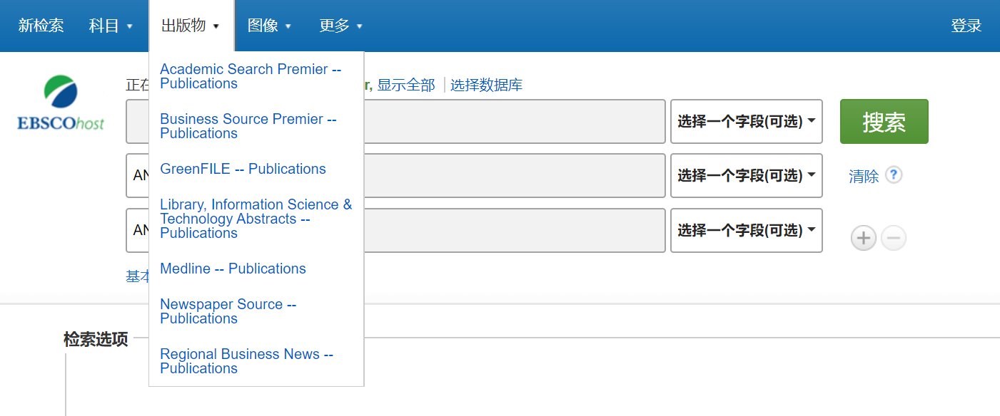 新检索 科目 出版物 图像 更多 登录
Academic Search Premier --
Publications
Business Source Premier --
Publications
GreenFILE -- Publications
Library, Information Science &
Technology Abstracts --
Publications
Medline -- Publications
Newspaper Source --
Publications
Regional Business News --
Publications
EBSCOhost
正在 r, 显示全部 选择数据库
选择一个字段(可选) 搜索
AN 选择一个字段(可选) 清除 ?
AN 选择一个字段(可选)
基本
检索选项